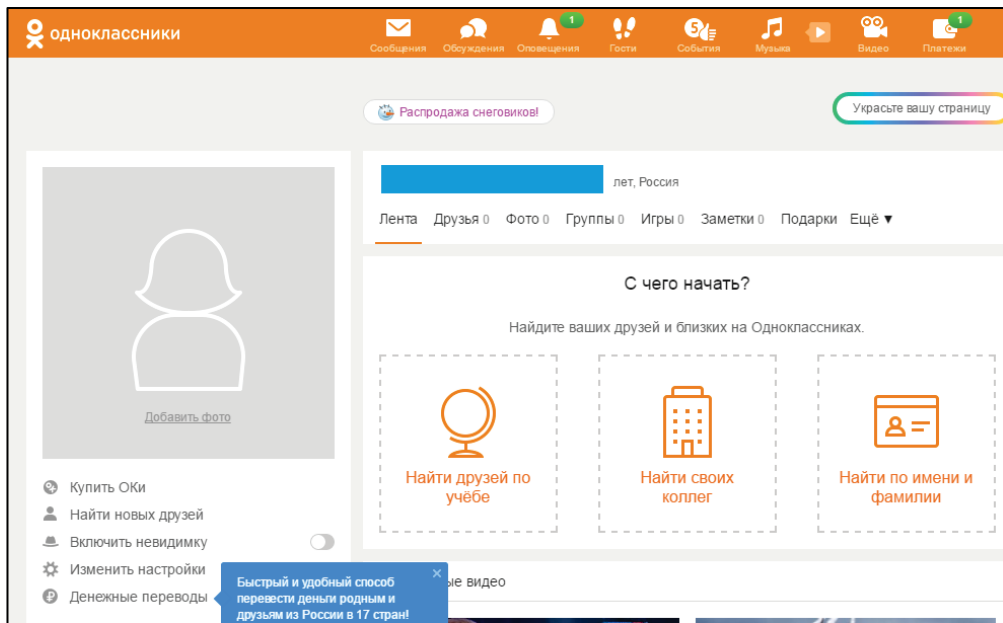 одноклассники
Сообщения Обсуждения Оповещения 1 Гости 5 События Музыка Видео Платежи 1
Распродажа снеговиков!
Украсьте вашу страницу
лет, Россия
Лента Друзья 0 Фото 0 Группы 0 Игры 0 Заметки 0 Подарки Ещё ▼
С чего начать?
Найдите ваших друзей и близких на Одноклассниках.
Добавить фото
Найти друзей по
учёбе
Найти своих
коллег
Найти по имени и
фамилии
Купить ОКи
Найти новых друзей
Включить невидимку
Изменить настройки
Денежные переводы
Быстрый и удобный способ
перевести деньги родным и
друзьям из России в 17 стран!
ые видео